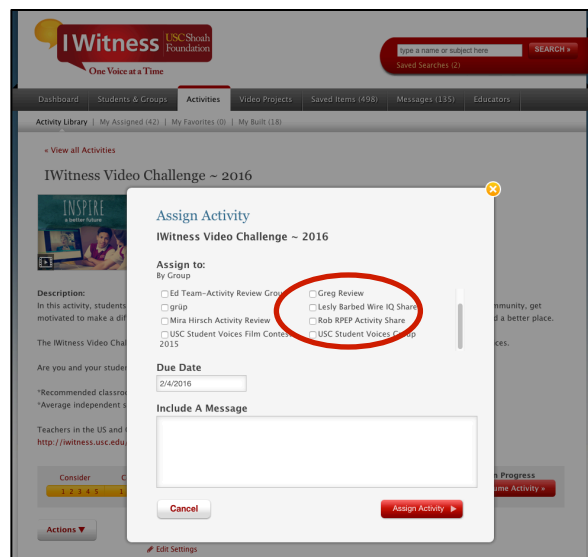 IWitness USC Shoah Foundation
One Voice at a Time
type a name or subject here SEARCH »
Saved Searches (2)
Dashboard Students & Groups Activities Video Projects Saved Items (498) Messages (135) Educators
Activity Library | My Assigned (42) | My Favorites (0) | My Built (18)
« View all Activities
IWitness Video Challenge ~ 2016
INSPIRE
a better future
Assign Activity
IWitness Video Challenge ~ 2016
Assign to:
By Group
Ed Team-Activity Review Group Greg Review
grüp Lesly Barbed Wire IQ Share
Mira Hirsch Activity Review Rob RPEP Activity Share
USC Student Voices Film Contest 2015 USC Student Voices Group
Due Date
2/4/2016
Include A Message
Cancel Assign Activity
Description:
In this activity, students mmunity, get
motivated to make a dif d a better place.
The IWitness Video Chal ces.
Are you and your studen
*Recommended classroo
*Average independent s
Teachers in the US and
http://iwitness.usc.edu
Consider C n Progress
1 2 3 4 5 1 ume Activity »
Actions ▼
Edit Settings